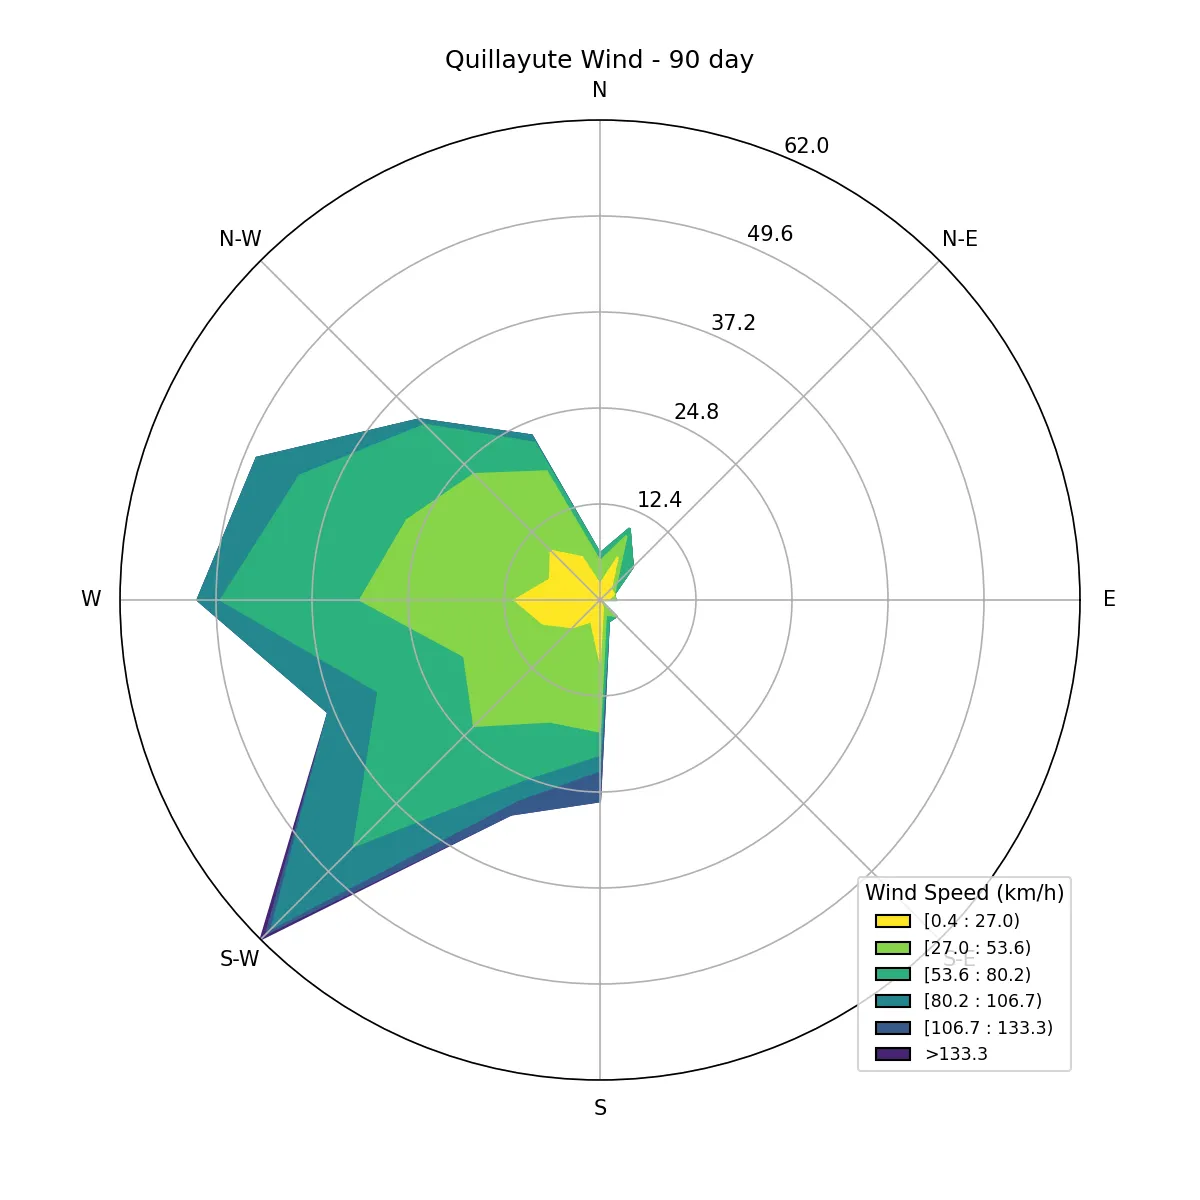 Quillayute Wind - 90 day
N
62.0
N-W
49.6
N-E
37.2
24.8
12.4
W
E
Wind Speed (km/h)
[0.4 : 27.0)
[27.0 : 53.6)
S-W
S-E
[53.6 : 80.2)
[80.2 : 106.7)
[106.7 : 133.3)
>133.3
S